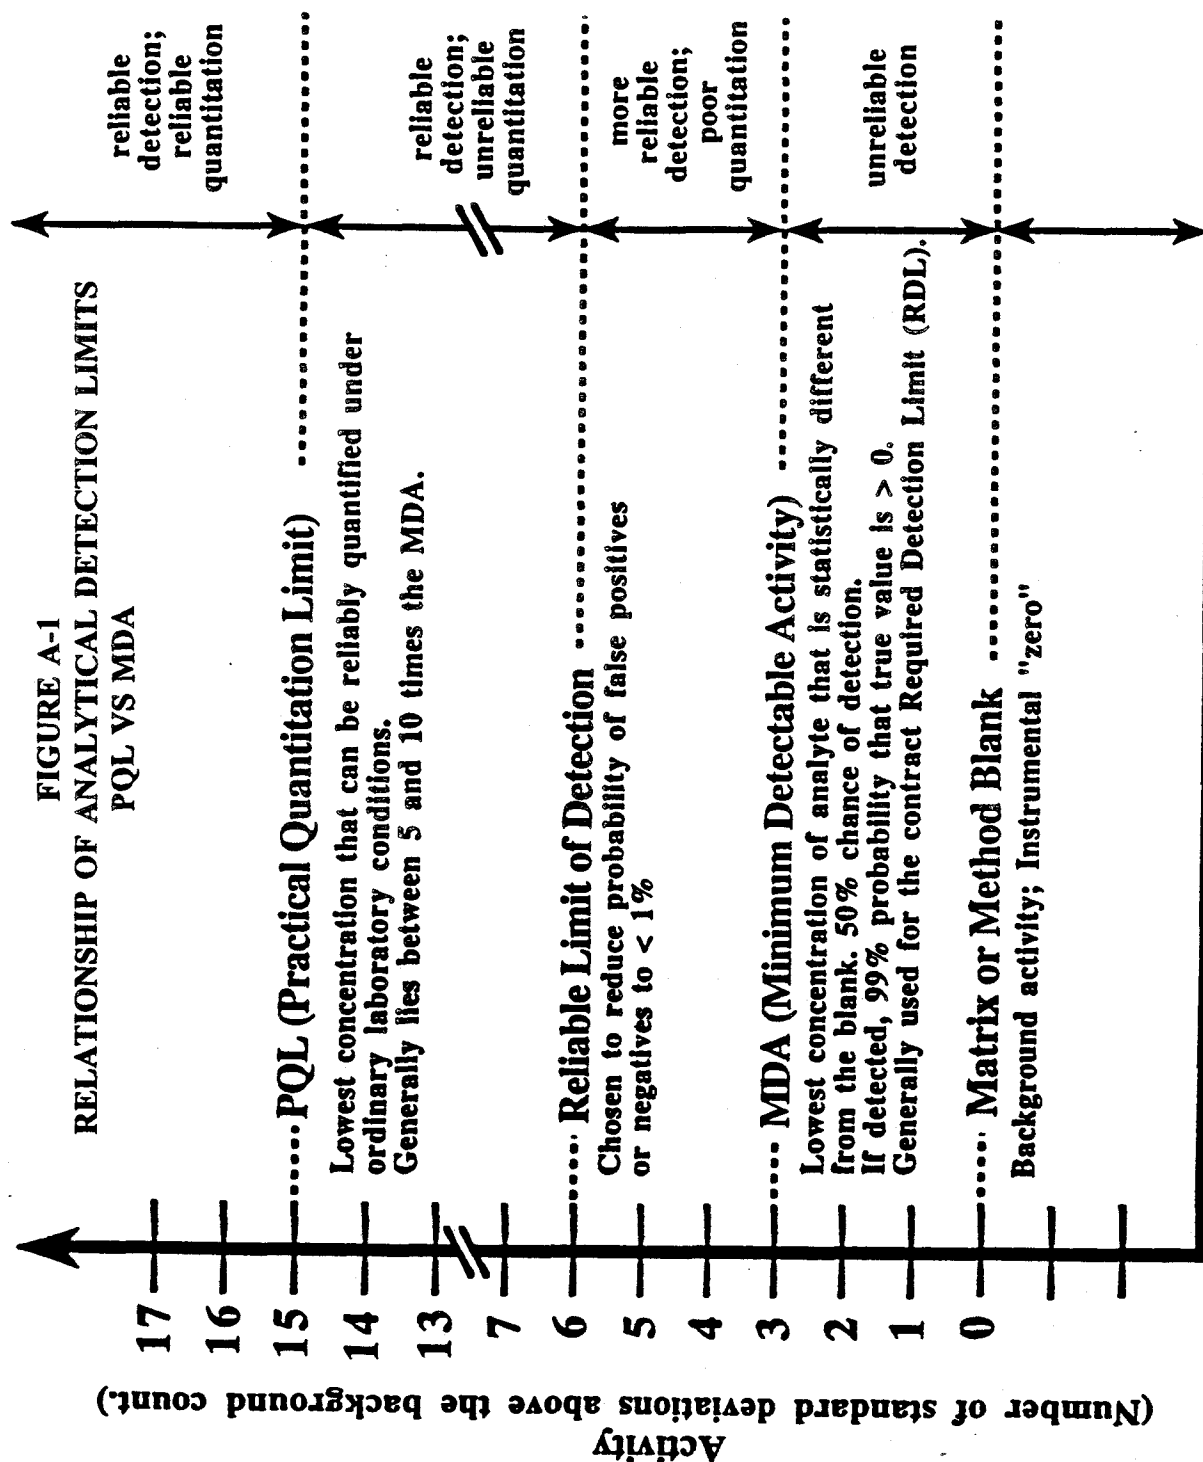 FIGURE A-1
RELATIONSHIP OF ANALYTICAL DETECTION LIMITS
PQL VS MDA
Activity
(Number of standard deviations above the background count.)
17
16
15
14
13
7
6
5
4
3
2
1
0
PQL (Practical Quantitation Limit)
Lowest concentration that can be reliably quantified under
ordinary laboratory conditions.
Generally lies between 5 and 10 times the MDA.
Reliable Limit of Detection
Chosen to reduce probability of false positives
or negatives to < 1%
MDA (Minimum Detectable Activity)
Lowest concentration of analyte that is statistically different
from the blank. 50% chance of detection.
If detected, 99% probability that true value is > 0.
Generally used for the contract Required Detection Limit (RDL).
Matrix or Method Blank
Background activity; Instrumental "zero"
reliable
detection;
reliable
quantitation
reliable
detection;
unreliable
quantitation
more
reliable
detection;
poor
quantitation
unreliable
detection